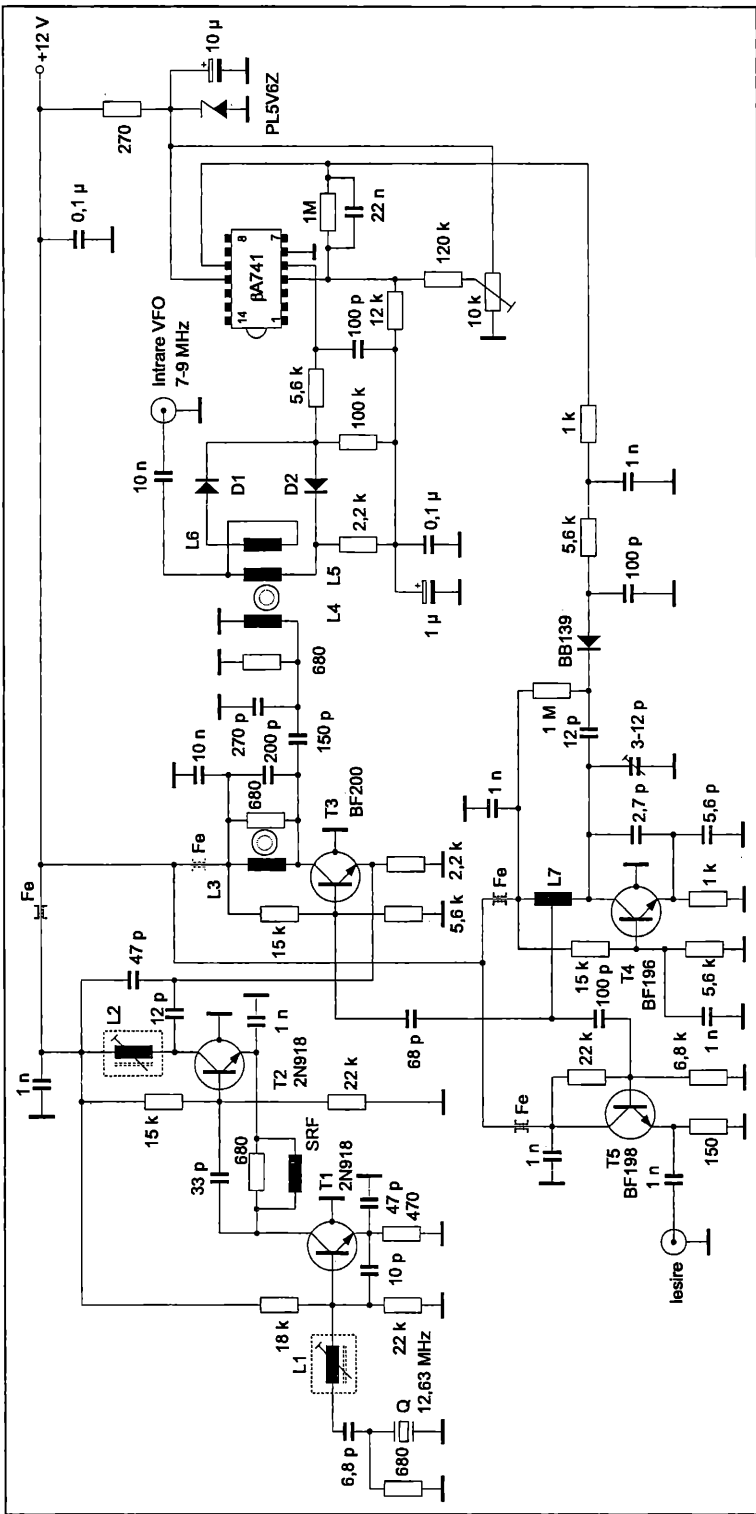 +12 V
Fe
1 n
0,1 µ
270
10 µ
PL5V6Z
L2
47 p
12 p
15 k
33 p
T2
2N918
1 n
22 k
680
SRF
T1
2N918
18 k
L1
6,8 p
680
Q
12,63 MHz
22 k
10 p
47 p
470
Fe
10 n
L3
680
200 p
270 p
150 p
680
15 k
T3
BF200
5,6 k
2,2 k
68 p
L4
L5
L6
10 n
Intrare VFO
7-9 MHz
D1
D2
5,6 k
100 k
2,2 k
100 p
12 k
1 µ
0,1 µ
14
8
βA741
1
7
1M
22 n
120 k
10 k
Fe
1 n
22 k
100 p
T5
BF198
6,8 k
150
1 n
Iesire
Fe
1 n
L7
15 k
T4
BF196
1 n
5,6 k
1 k
2,7 p
5,6 p
3-12 p
12 p
1 M
BB139
100 p
5,6 k
1 n
1 k